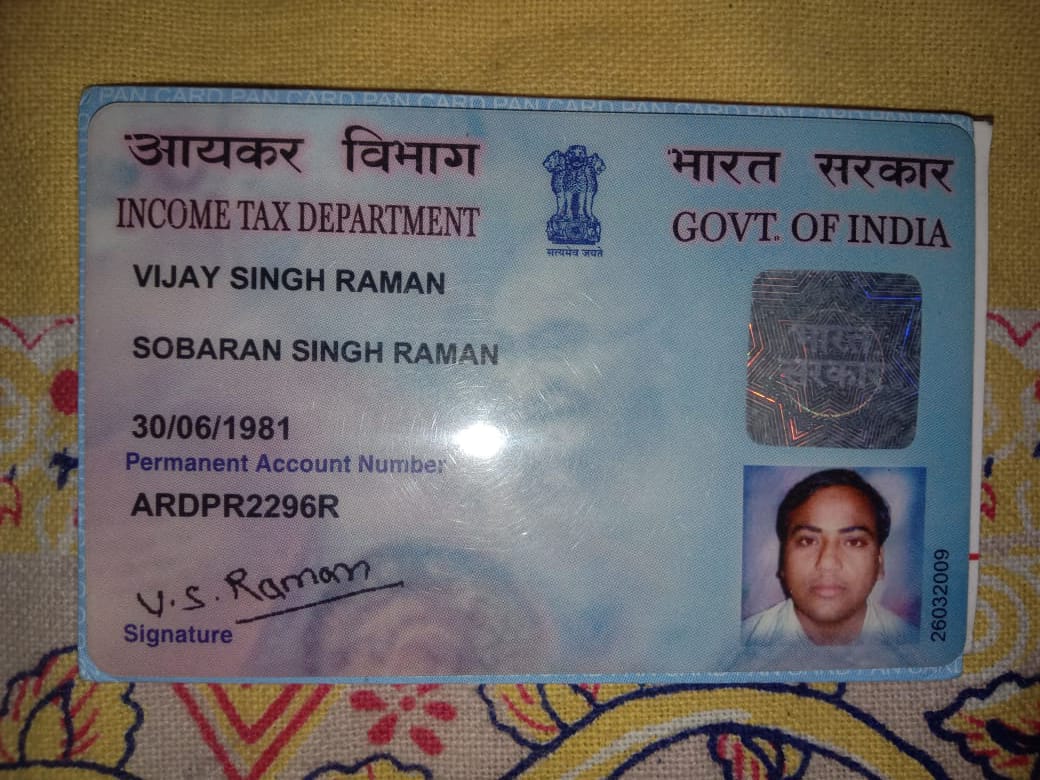 PAN CARD PAN CARD PAN CARD PAN CARD PAN CARD PAN CARD PAN CARD
आयकर विभाग
INCOME TAX DEPARTMENT
सत्यमेव जयते
भारत सरकार
GOVT. OF INDIA
VIJAY SINGH RAMAN
SOBARAN SINGH RAMAN
30/06/1981
Permanent Account Number
ARDPR2296R
V.S. Raman
Signature
भारत
सरकार
26032009